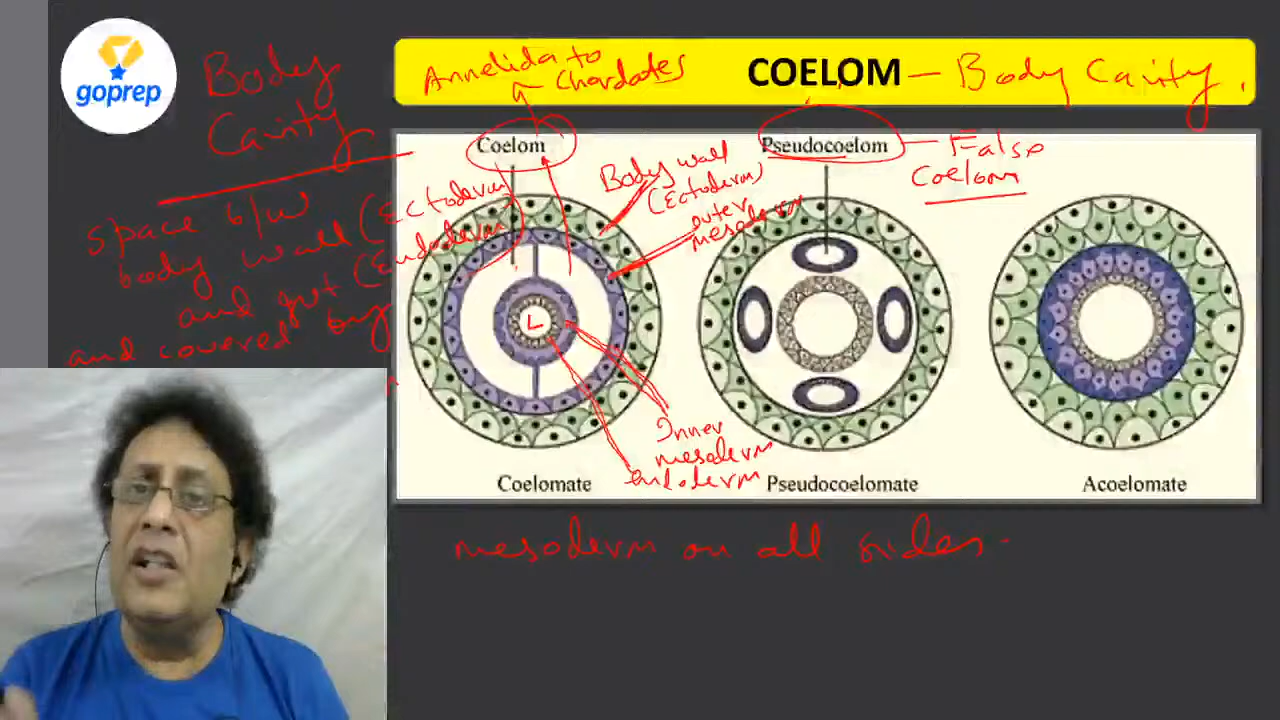 goprep
Body
Cavity
Annelida to
Chordates
COELOM – Body Cavity.
Coelom
Pseudocoelom – False
Coelom
Body wall
(Ectoderm)
outer
mesoderm
space b/w
body wall (Ectoderm
Endoderm)
and gut (Endoderm)
and covered by
L
Inner
mesoderm
endoderm
Coelomate
Pseudocoelomate
Acoelomate
mesoderm on all sides.